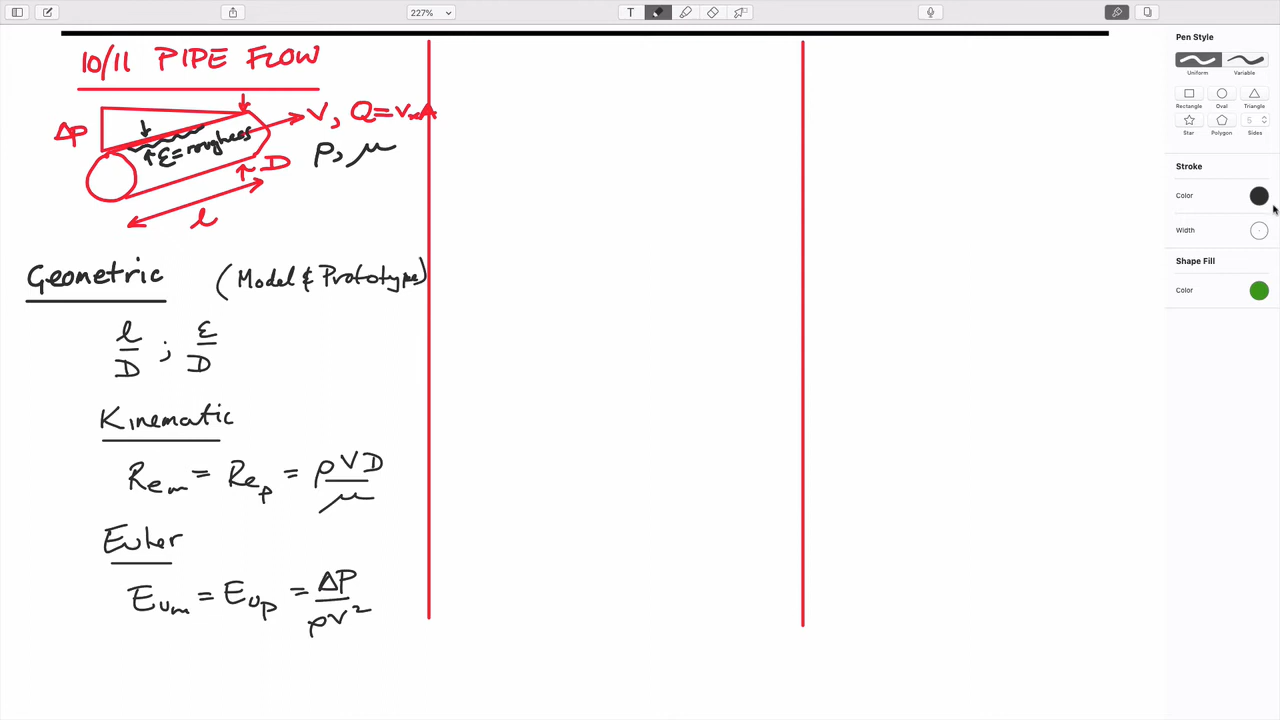 227%
T
10/11 PIPE FLOW
ΔP
V, Q=V×A
ε=roughness
ρ, μ
D
l
Geometric (Model & Prototype)
l/D ; ε/D
Kinematic
Re_m = Re_p = ρVD/μ
Euler
Eu_m = Eu_p = ΔP/ρV²
Pen Style
Uniform Variable
Rectangle Oval Triangle
5
Star Polygon Sides
Stroke
Color
Width
Shape Fill
Color